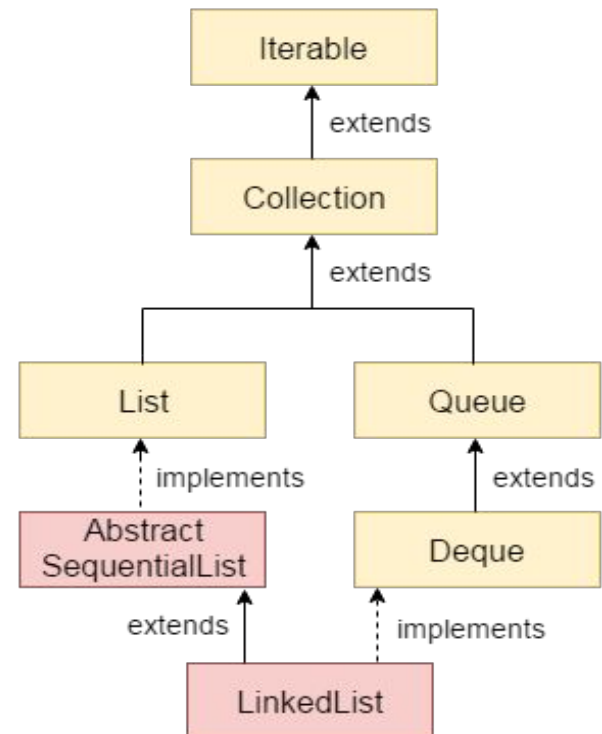 Iterable
extends
Collection
extends
List
Queue
implements
extends
Abstract
SequentialList
Deque
extends
implements
LinkedList